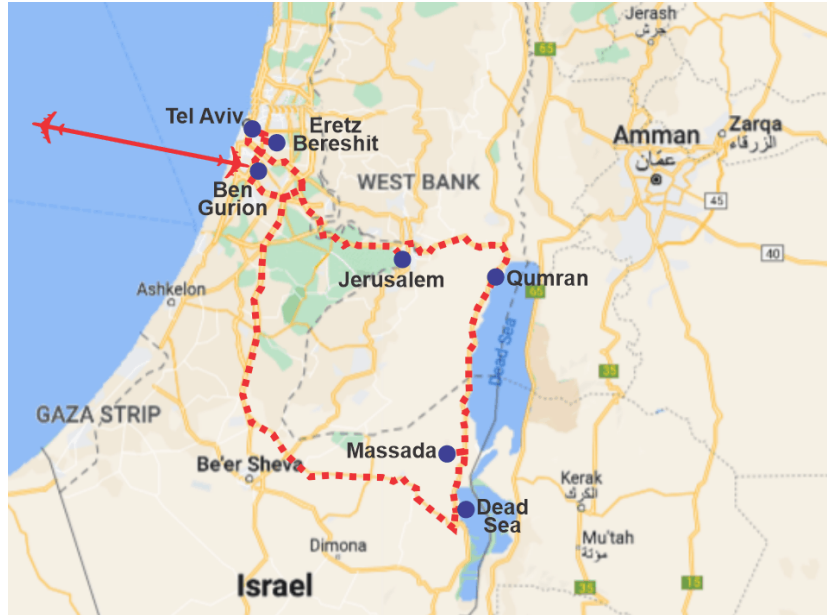 Jerash
جرش
65
Tel Aviv
Eretz
Bereshit
Amman
عمّان
Zarqa
الزرقاء
Ben
Gurion
WEST BANK
45
40
Jerusalem
Qumran
65
Ashkelon
Dead Sea
35
GAZA STRIP
Massada
Be'er Sheva
Kerak
الكرك
Dead
Sea
35
Mu'tah
مؤتة
Dimona
Israel
15